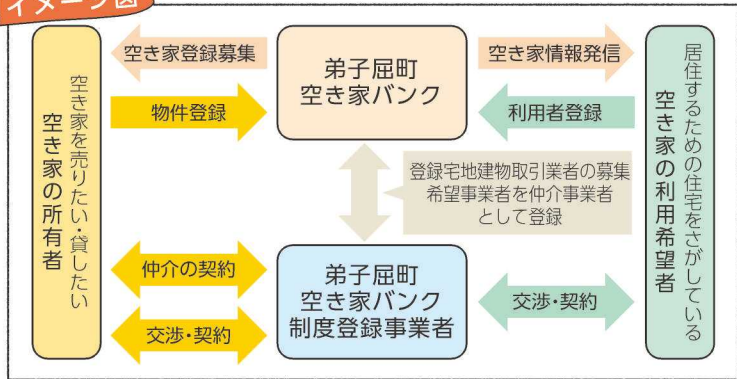 イメージ図
空き家を売りたい・貸したい
空き家の所有者
空き家登録募集
物件登録
弟子屈町
空き家バンク
空き家情報発信
利用者登録
居住するための住宅をさがしている
空き家の利用希望者
登録宅地建物取引業者の募集
希望事業者を仲介事業者
として登録
仲介の契約
交渉・契約
弟子屈町
空き家バンク
制度登録事業者
交渉・契約